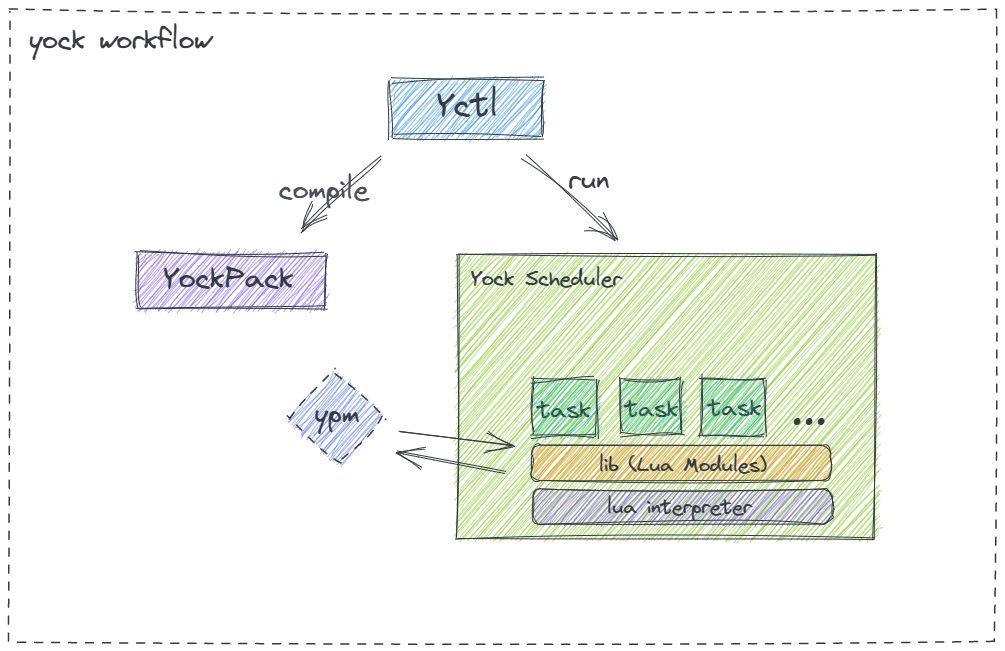 yock workflow
Yctl
compile
run
YockPack
Yock Scheduler
ypm
task
task
task
...
lib (Lua Modules)
lua interpreter